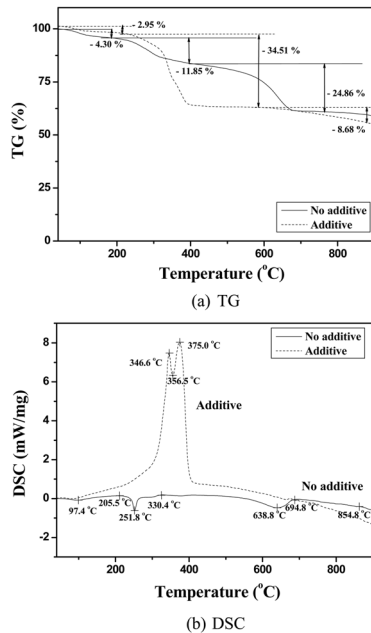 100
75
50
25
0
TG (%)
- 2.95 %
- 4.30 %
- 34.51 %
- 11.85 %
- 24.86 %
- 8.68 %
No additive
Additive
200
400
600
800
Temperature (°C)
(a) TG
8
6
4
2
0
-2
DSC (mW/mg)
346.6 °C
375.0 °C
356.5 °C
Additive
No additive
Additive
No additive
97.4 °C
205.5 °C
251.8 °C
330.4 °C
638.8 °C
694.8 °C
854.8 °C
200
400
600
800
Temperature (°C)
(b) DSC